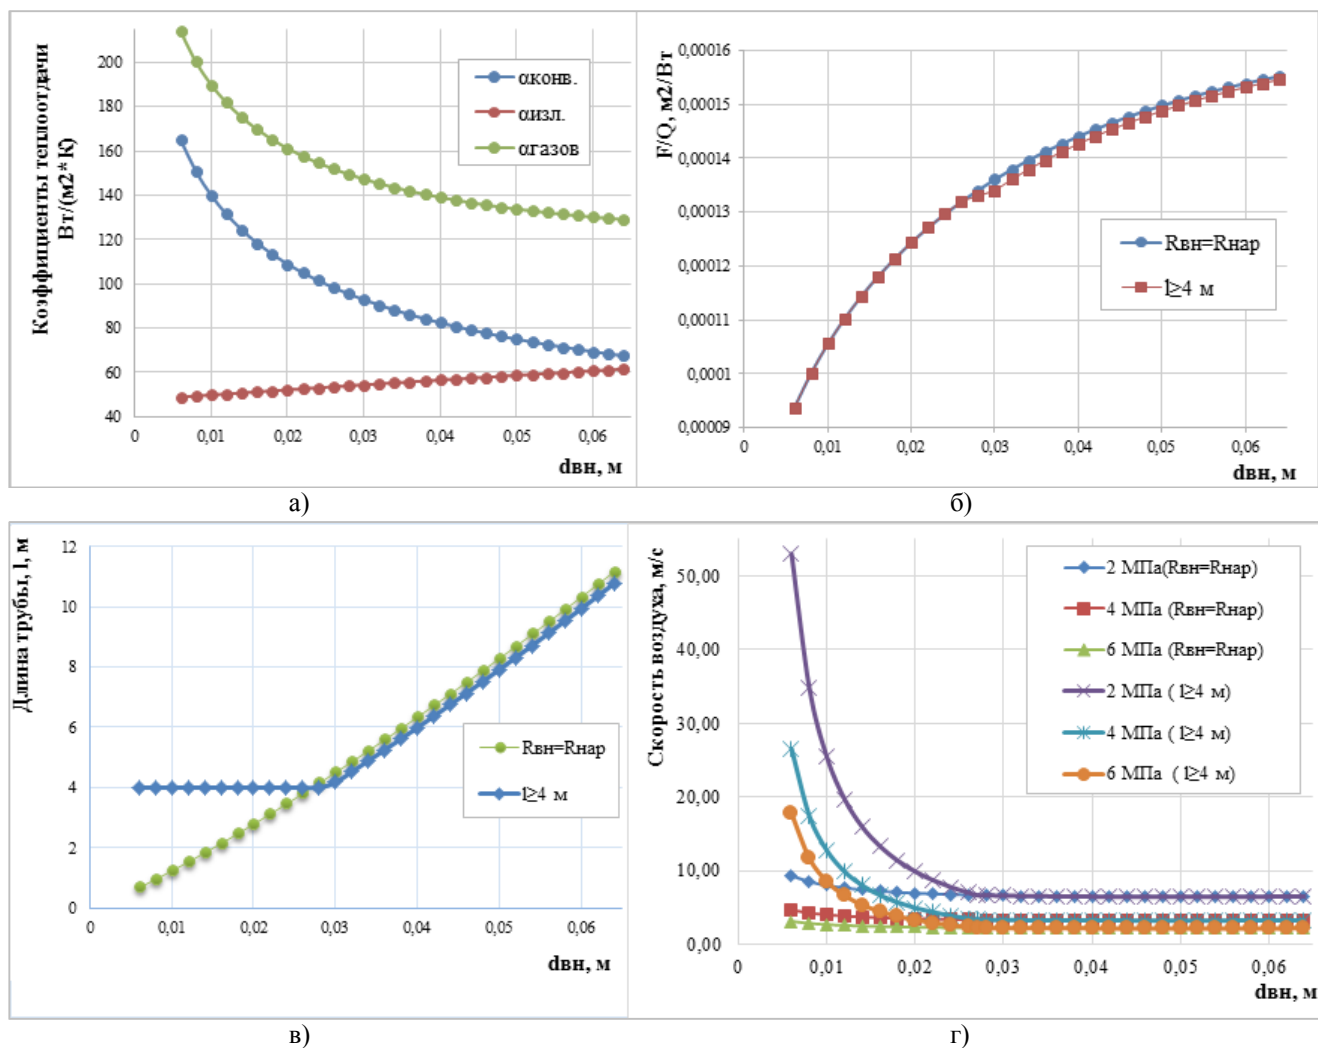 Коэффициенты теплоотдачи
Вт/(м2*К)
200
180
160
140
120
100
80
60
40
0
0,01
0,02
0,03
0,04
0,05
0,06
dвн, м
αконв.
αизл.
αгазов
а)
F/Q, м2/Вт
0,00016
0,00015
0,00014
0,00013
0,00012
0,00011
0,0001
0,00009
0
0,01
0,02
0,03
0,04
0,05
0,06
dвн, м
Rвн=Rнар
l≥4 м
б)
Длина трубы, l, м
12
10
8
6
4
2
0
0
0,01
0,02
0,03
0,04
0,05
0,06
dвн, м
Rвн=Rнар
l≥4 м
в)
Скорость воздуха, м/с
50,00
40,00
30,00
20,00
10,00
0,00
0
0,01
0,02
0,03
0,04
0,05
0,06
dвн, м
2 МПа(Rвн=Rнар)
4 МПа (Rвн=Rнар)
6 МПа (Rвн=Rнар)
2 МПа ( l≥4 м)
4 МПа ( l≥4 м)
6 МПа ( l≥4 м)
г)